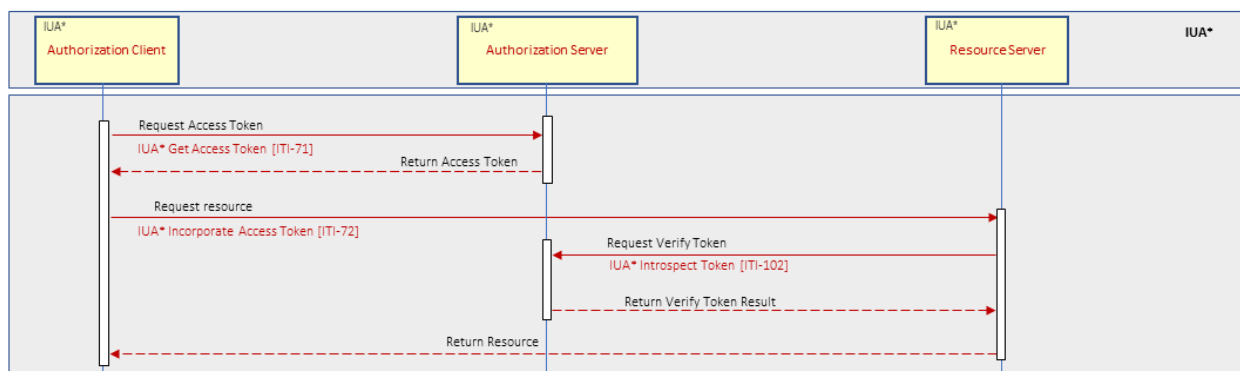 IUA*
Authorization Client
IUA*
Authorization Server
IUA*
Resource Server
IUA*
Request Access Token
IUA* Get Access Token [ITI-71]
Return Access Token
Request resource
IUA* Incorporate Access Token [ITI-72]
Request Verify Token
IUA* Introspect Token [ITI-102]
Return Verify Token Result
Return Resource